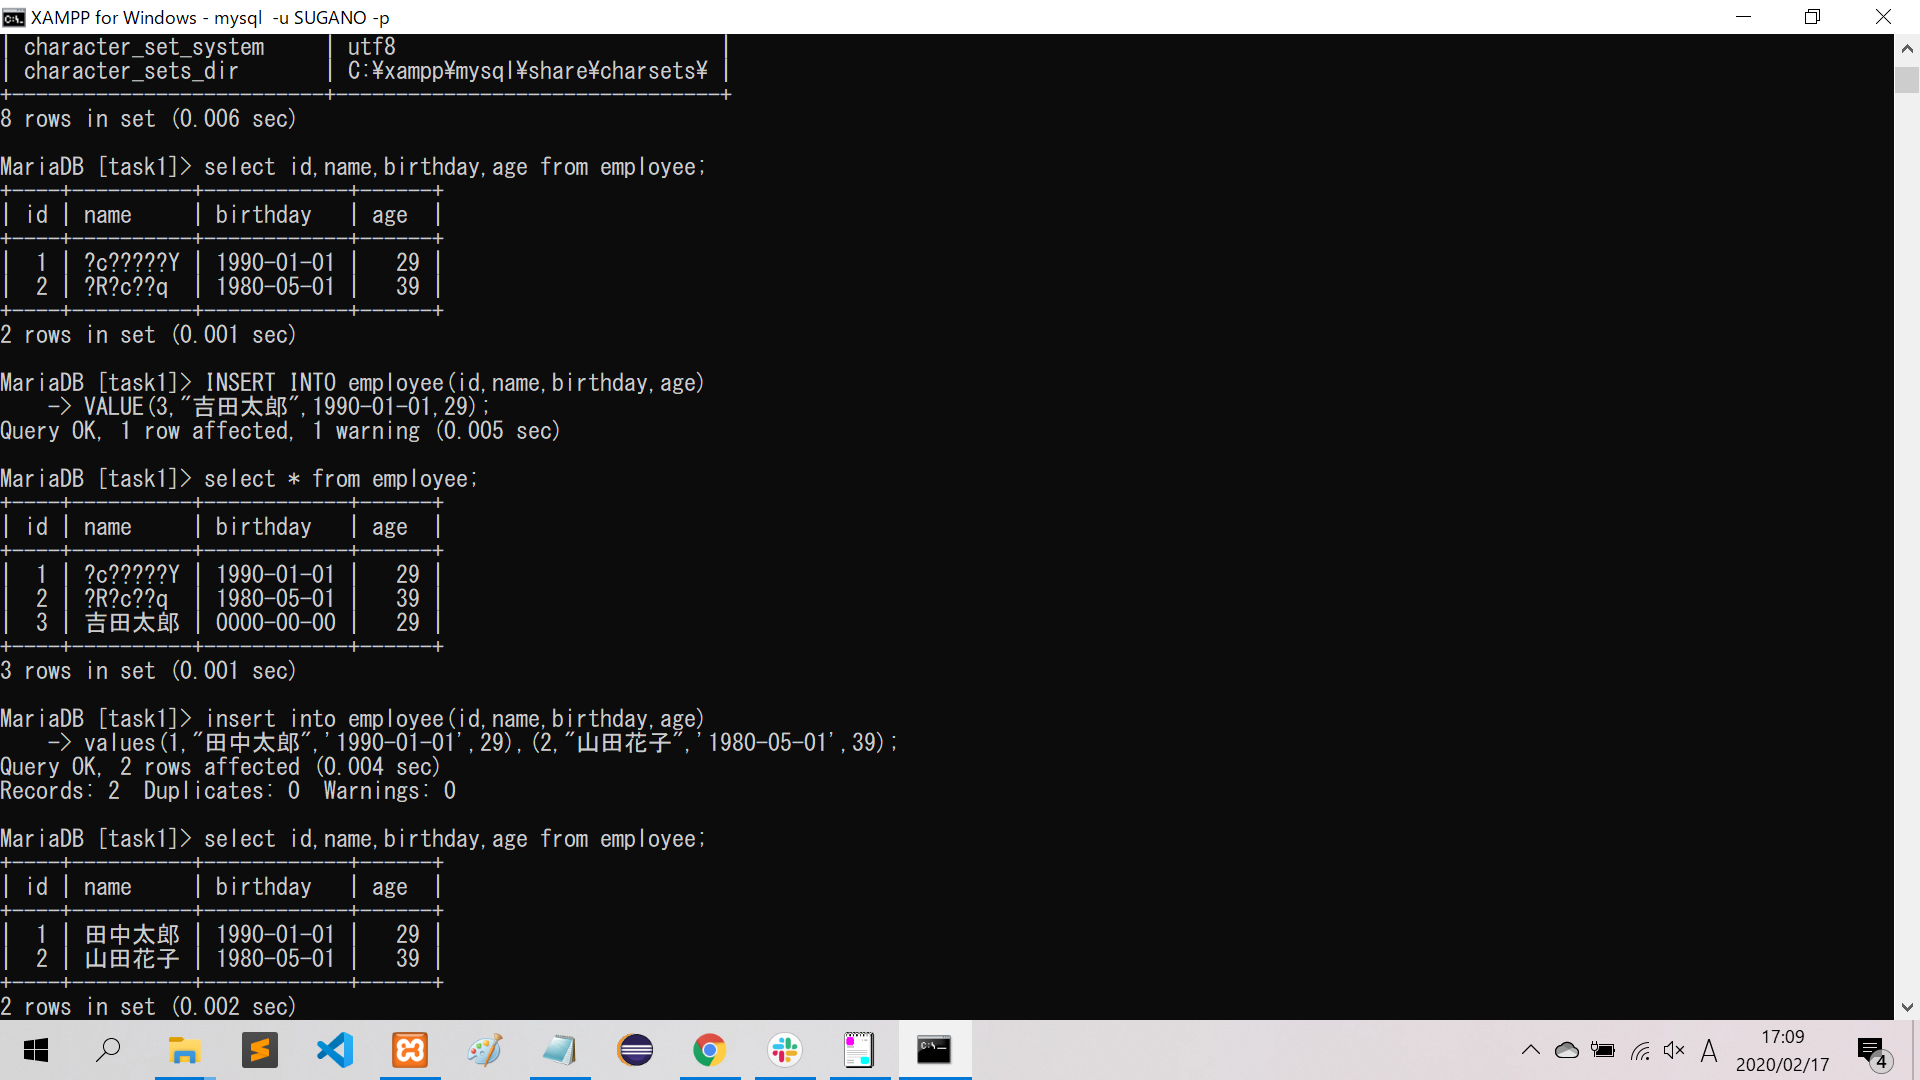 XAMPP for Windows - mysql  -u SUGANO -p
| character_set_system     | utf8                           |
| character_sets_dir       | C:¥xampp¥mysql¥share¥charsets¥ |
+--------------------------+--------------------------------+
8 rows in set (0.006 sec)
MariaDB [task1]> select id,name,birthday,age from employee;
+----+----------+------------+------+
| id | name     | birthday   | age  |
+----+----------+------------+------+
|  1 | ?c?????Y | 1990-01-01 |   29 |
|  2 | ?R?c??q  | 1980-05-01 |   39 |
+----+----------+------------+------+
2 rows in set (0.001 sec)
MariaDB [task1]> INSERT INTO employee(id,name,birthday,age)
    -> VALUE(3,"吉田太郎",1990-01-01,29);
Query OK, 1 row affected, 1 warning (0.005 sec)
MariaDB [task1]> select * from employee;
+----+----------+------------+------+
| id | name     | birthday   | age  |
+----+----------+------------+------+
|  1 | ?c?????Y | 1990-01-01 |   29 |
|  2 | ?R?c??q  | 1980-05-01 |   39 |
|  3 | 吉田太郎 | 0000-00-00 |   29 |
+----+----------+------------+------+
3 rows in set (0.001 sec)
MariaDB [task1]> insert into employee(id,name,birthday,age)
    -> values(1,"田中太郎",'1990-01-01',29),(2,"山田花子",'1980-05-01',39);
Query OK, 2 rows affected (0.004 sec)
Records: 2  Duplicates: 0  Warnings: 0
MariaDB [task1]> select id,name,birthday,age from employee;
+----+----------+------------+------+
| id | name     | birthday   | age  |
+----+----------+------------+------+
|  1 | 田中太郎 | 1990-01-01 |   29 |
|  2 | 山田花子 | 1980-05-01 |   39 |
+----+----------+------------+------+
2 rows in set (0.002 sec)
A
17:09
2020/02/17
4